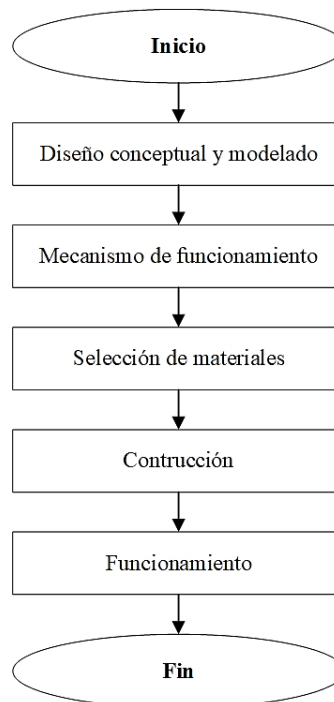 Inicio
Diseño conceptual y modelado
Mecanismo de funcionamiento
Selección de materiales
Contrucción
Funcionamiento
Fin